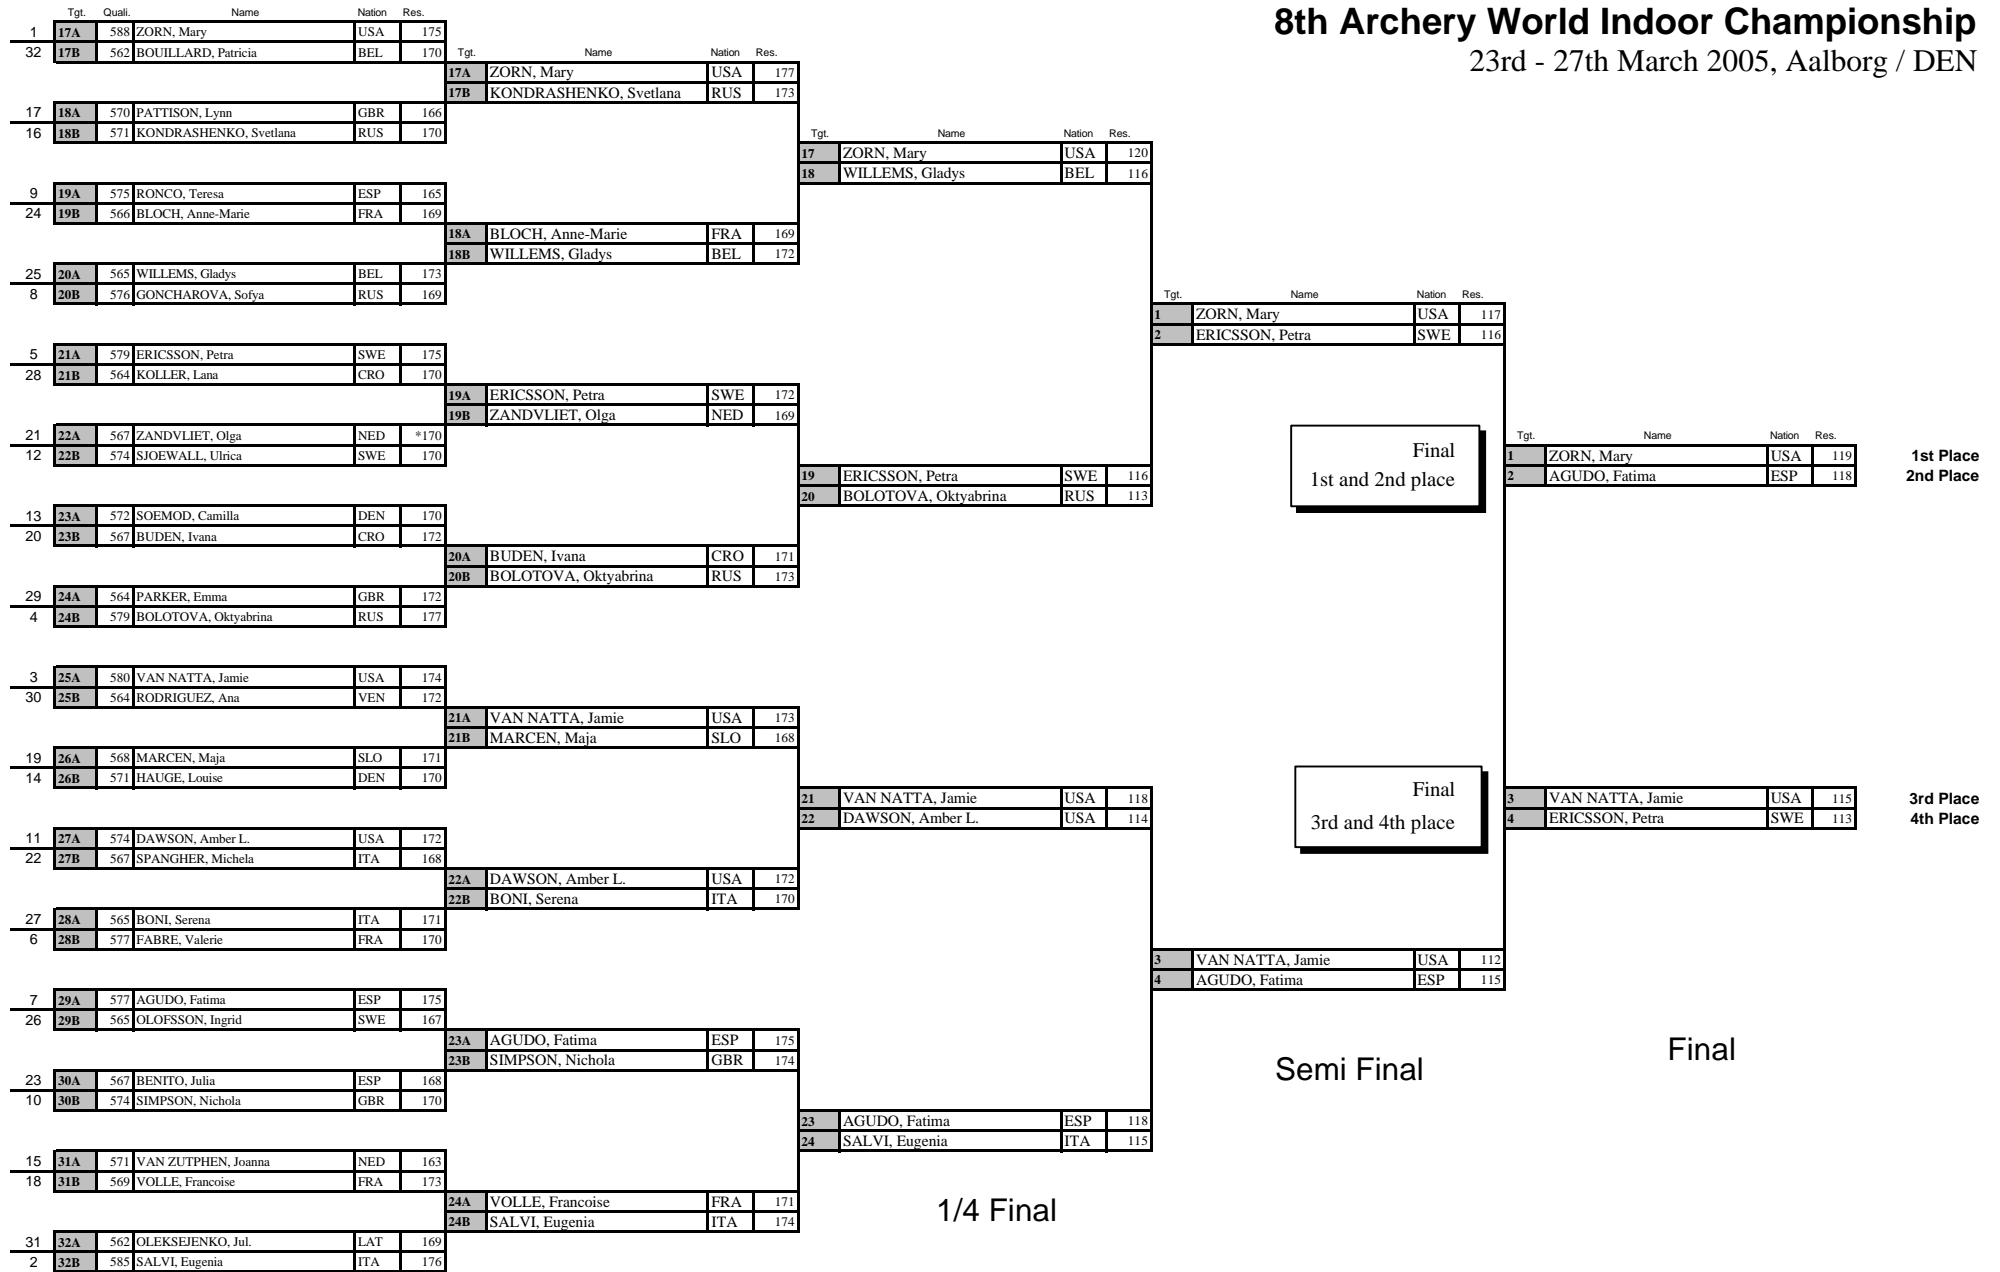 8th Archery World Indoor Championship
23rd - 27th March 2005, Aalborg / DEN
Tgt. Quali. Name Nation Res.
1 17A 588 ZORN, Mary USA 175
32 17B 562 BOUILLARD, Patricia BEL 170
17 18A 570 PATTISON, Lynn GBR 166
16 18B 571 KONDRASHENKO, Svetlana RUS 170
9 19A 575 RONCO, Teresa ESP 165
24 19B 566 BLOCH, Anne-Marie FRA 169
25 20A 565 WILLEMS, Gladys BEL 173
8 20B 576 GONCHAROVA, Sofya RUS 169
5 21A 579 ERICSSON, Petra SWE 175
28 21B 564 KOLLER, Lana CRO 170
21 22A 567 ZANDVLIET, Olga NED *170
12 22B 574 SJOEWALL, Ulrica SWE 170
13 23A 572 SOEMOD, Camilla DEN 170
20 23B 567 BUDEN, Ivana CRO 172
29 24A 564 PARKER, Emma GBR 172
4 24B 579 BOLOTOVA, Oktyabrina RUS 177
3 25A 580 VAN NATTA, Jamie USA 174
30 25B 564 RODRIGUEZ, Ana VEN 172
19 26A 568 MARCEN, Maja SLO 171
14 26B 571 HAUGE, Louise DEN 170
11 27A 574 DAWSON, Amber L. USA 172
22 27B 567 SPANGHER, Michela ITA 168
27 28A 565 BONI, Serena ITA 171
6 28B 577 FABRE, Valerie FRA 170
7 29A 577 AGUDO, Fatima ESP 175
26 29B 565 OLOFSSON, Ingrid SWE 167
23 30A 567 BENITO, Julia ESP 168
10 30B 574 SIMPSON, Nichola GBR 170
15 31A 571 VAN ZUTPHEN, Joanna NED 163
18 31B 569 VOLLE, Francoise FRA 173
31 32A 562 OLEKSEJENKO, Jul. LAT 169
2 32B 585 SALVI, Eugenia ITA 176
Tgt. Name Nation Res.
17A ZORN, Mary USA 177
17B KONDRASHENKO, Svetlana RUS 173
18A BLOCH, Anne-Marie FRA 169
18B WILLEMS, Gladys BEL 172
19A ERICSSON, Petra SWE 172
19B ZANDVLIET, Olga NED 169
20A BUDEN, Ivana CRO 171
20B BOLOTOVA, Oktyabrina RUS 173
21A VAN NATTA, Jamie USA 173
21B MARCEN, Maja SLO 168
22A DAWSON, Amber L. USA 172
22B BONI, Serena ITA 170
23A AGUDO, Fatima ESP 175
23B SIMPSON, Nichola GBR 174
24A VOLLE, Francoise FRA 171
24B SALVI, Eugenia ITA 174
Tgt. Name Nation Res.
17 ZORN, Mary USA 120
18 WILLEMS, Gladys BEL 116
19 ERICSSON, Petra SWE 116
20 BOLOTOVA, Oktyabrina RUS 113
21 VAN NATTA, Jamie USA 118
22 DAWSON, Amber L. USA 114
23 AGUDO, Fatima ESP 118
24 SALVI, Eugenia ITA 115
1/4 Final
Tgt. Name Nation Res.
1 ZORN, Mary USA 117
2 ERICSSON, Petra SWE 116
3 VAN NATTA, Jamie USA 112
4 AGUDO, Fatima ESP 115
Semi Final
Final
1st and 2nd place
Tgt. Name Nation Res.
1 ZORN, Mary USA 119 1st Place
2 AGUDO, Fatima ESP 118 2nd Place
Final
3rd and 4th place
3 VAN NATTA, Jamie USA 115 3rd Place
4 ERICSSON, Petra SWE 113 4th Place
Final